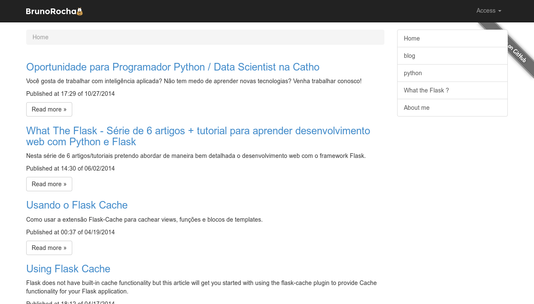 BrunoRocha
Access
Home
Oportunidade para Programador Python / Data Scientist na Catho
Você gosta de trabalhar com inteligência aplicada? Não tem medo de aprender novas tecnologias? Venha trabalhar conosco!
Published at 17:29 of 10/27/2014
Read more »
What The Flask - Série de 6 artigos + tutorial para aprender desenvolvimento
web com Python e Flask
Nesta série de 6 artigos/tutoriais pretendo abordar de maneira bem detalhada o desenvolvimento web com o framework Flask.
Published at 14:30 of 06/02/2014
Read more »
Usando o Flask Cache
Como usar a extensão Flask-Cache para cachear views, funções e blocos de templates.
Published at 00:37 of 04/19/2014
Read more »
Using Flask Cache
Flask does not have built-in cache functionality but this article will get you started with using the flask-cache plugin to provide Cache
functionality for your Flask application.
Published at 18:12 of 04/17/2014
Home
blog
python
What the Flask ?
About me
on GitHub